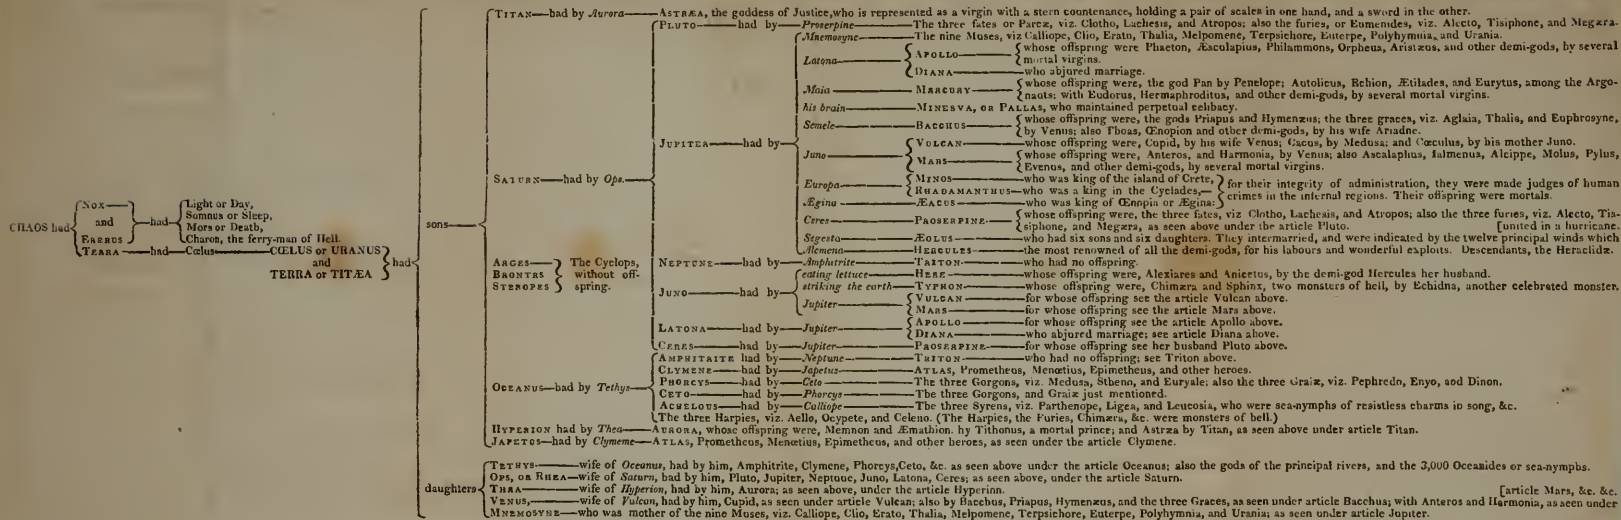 TITAN—had by Aurora—ASTRÆA, the goddess of Justice, who is represented as a virgin with a stern countenance, holding a pair of scales in one hand, and a sword in the other.
PLUTO—had by—Proserpine—The three fates or Parcæ, viz. Clotho, Lachesis, and Atropos; also the furies, or Eumenides, viz. Alecto, Tisiphone, and Megæra.
Mnemosyne—The nine Muses, viz Calliope, Clio, Erato, Thalia, Melpomene, Terpsichore, Euterpe, Polyhymnia, and Urania.
Latona—APOLLO—whose offspring were Phaeton, Æsculapius, Philammons, Orpheus, Aristæus, and other demi-gods, by several
mortal virgins.
DIANA—who abjured marriage.
Maia—MARCURY—whose offspring were, the god Pan by Penelope; Autolicus, Echion, Ætilades, and Eurytus, among the Argo-
nauts; with Eudorus, Hermaphroditus, and other demi-gods, by several mortal virgins.
his brain—MINESVA, OR PALLAS, who maintained perpetual celibacy.
Semele—BACCHUS—whose offspring were, the gods Priapus and Hymenæus; the three graces, viz. Aglaia, Thalia, and Euphrosyne,
by Venus; also Thoas, Œnopion and other demi-gods, by his wife Ariadne.
JUPITER—had by—Juno—VULCAN—whose offspring were, Cupid, by his wife Venus; Cacus, by Medusa; and Cœculus, by his mother Juno.
MARS—whose offspring were, Anteros, and Harmonia, by Venus; also Ascalaphus, Ialmenua, Alcippe, Molus, Pylus,
Evenus, and other demi-gods, by several mortal virgins.
SATURN—had by Ops.
Europa—MINOS—who was king of the island of Crete,
RHADAMANTHUS—who was a king in the Cyclades,—for their integrity of administration, they were made judges of human
Ægina—ÆACUS—who was king of Œnopia or Ægina: crimes in the infernal regions. Their offspring were mortals.
Ceres—PROSERPINE—whose offspring were, the three fates, viz Clotho, Lachesis, and Atropos; also the three furies, viz. Alecto, Tis-
siphone, and Megæra, as seen above under the article Pluto. [united in a hurricane.
Segesta—ÆOLUS—who had six sons and six daughters. They intermarried, and were indicated by the twelve principal winds which
Alcmena—HERCULES—the most renowned of all the demi-gods, for his labours and wonderful exploits. Descendants, the Heraclidæ.
CHAOS had
NOX—
and
EREBUS—had—
Light or Day,
Somnus or Sleep,
Mors or Death,
Charon, the ferry-man of Hell.
TERRA—had—Cœlus—CŒLUS or URANUS
and
TERRA or TITÆA
had
sons
ARGES
BRONTES
STEROPES
The Cyclops,
without off-
spring.
NEPTUNE—had by—Amphitrite—TRITON—who had no offspring.
JUNO—had by—eating lettuce—HEBE—whose offspring were, Alexiares and Anicetus, by the demi-god Hercules her husband.
striking the earth—TYPHON—whose offspring were, Chimæra and Sphinx, two monsters of hell, by Echidna, another celebrated monster.
Jupiter—VULCAN—for whose offspring see the article Vulcan above.
MARS—for whose offspring see the article Mars above.
LATONA—had by—Jupiter—APOLLO—for whose offspring see the article Apollo above.
DIANA—who abjured marriage; see article Diana above.
CERES—had by—Jupiter—PROSERPINE—for whose offspring see her husband Pluto above.
OCEANUS—had by Tethys
AMPHITRITE had by—Neptune—TRITON—who had no offspring; see Triton above.
CLYMENE—had by—Japetus—ATLAS, Prometheus, Menœtius, Epimetheus, and other heroes.
PHORCYS—had by—Ceto—The three Gorgons, viz. Medusa, Stheno, and Euryale; also the three Graiæ, viz. Pephredo, Enyo, and Dinon.
CETO—had by—Phorcys—The three Gorgons, and Graiæ just mentioned.
ACHELOUS—had by—Calliope—The three Syrens, viz. Parthenope, Ligea, and Leucosia, who were sea-nymphs of resistless charms in song, &c.
The three Harpies, viz. Aello, Ocypete, and Celeno. (The Harpies, the Furies, Chimæra, &c. were monsters of hell.)
HYPERION had by Thea—AURORA, whose offspring were, Memnon and Æmathion. by Tithonus, a mortal prince; and Astræa by Titan, as seen above under article Titan.
JAPETUS—had by Clymeme—ATLAS, Prometheus, Menœtius, Epimetheus, and other heroes, as seen under the article Clymene.
daughters
TETHYS—wife of Oceanus, had by him, Amphitrite, Clymene, Phorcys, Ceto, &c. as seen above under the article Oceanus; also the gods of the principal rivers, and the 3,000 Oceanides or sea-nymphs.
OPS, OR RHEA—wife of Saturn, had by him, Pluto, Jupiter, Neptune, Juno, Latona, Ceres; as seen above, under the article Saturn.
THEA—wife of Hyperion, had by him, Aurora; as seen above, under the article Hyperinn. [article Mars, &c. &c.
VENUS,—wife of Vulcan, had by him, Cupid, as seen under article Vulcan; also by Bacchus, Priapus, Hymenæus, and the three Graces, as seen under article Bacchus; with Anteros and Harmonia, as seen under
MNEMOSYNE—who was mother of the nine Muses, viz. Calliope, Clio, Erato, Thalia, Melpomene, Terpsichore, Euterpe, Polyhymnia, and Urania; as seen under article Jupiter.